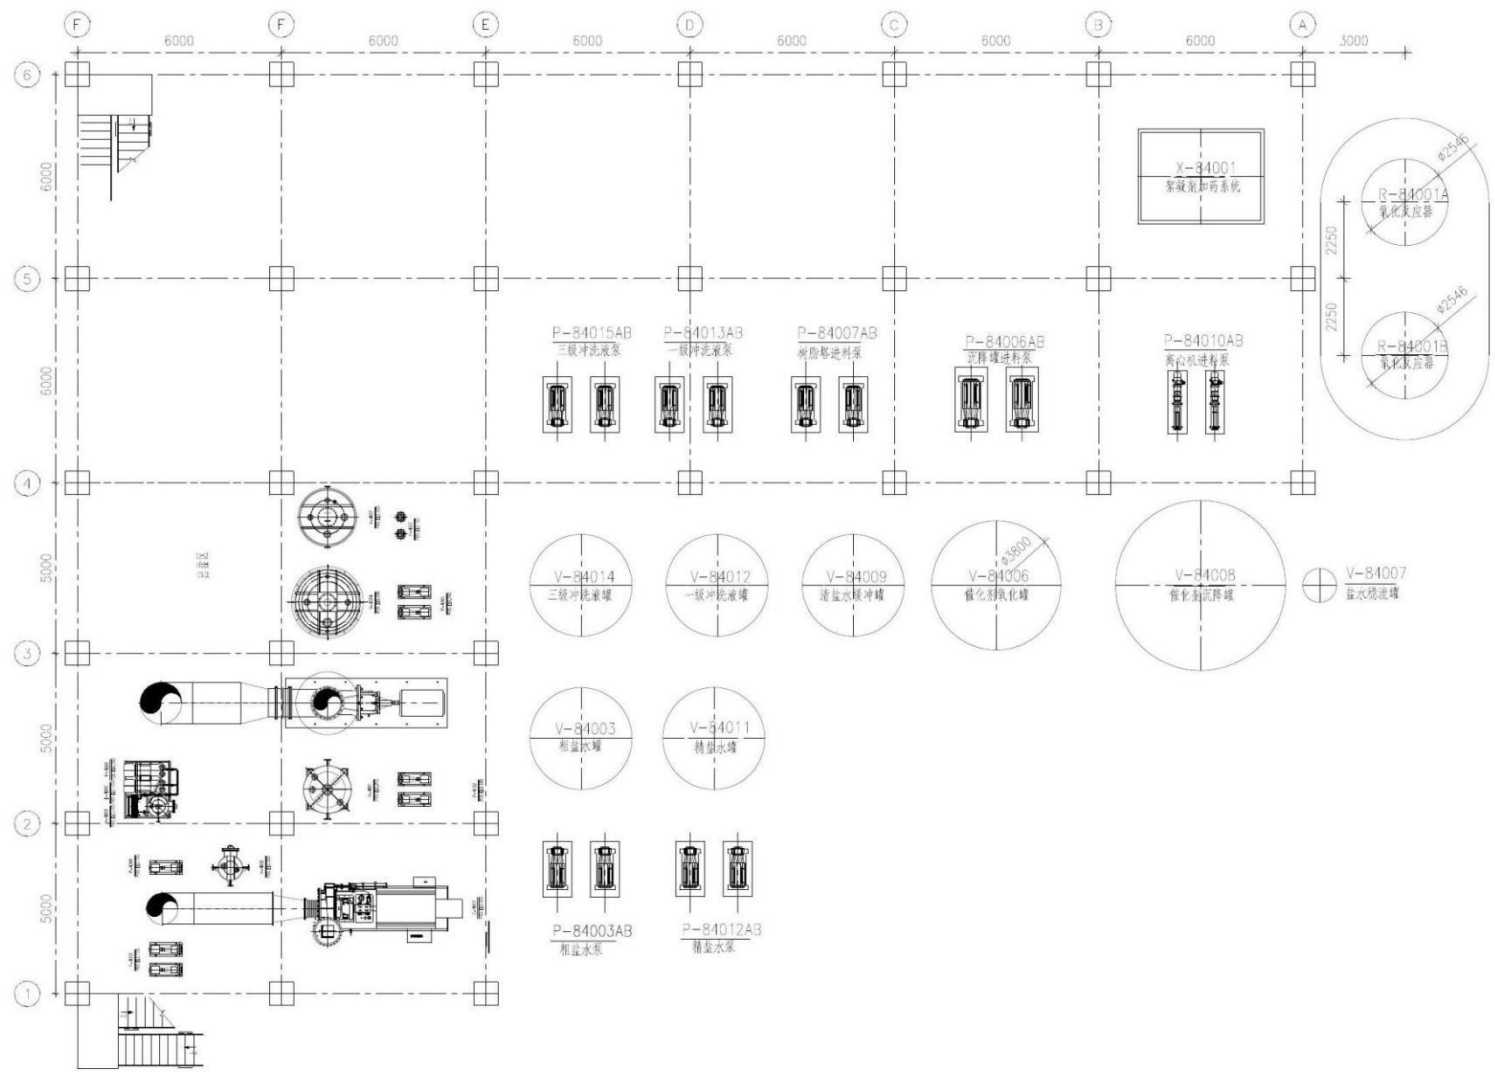 F
F
E
D
C
B
A
6000
6000
6000
6000
6000
6000
3000
6
6000
5
6000
4
5000
3
5000
2
5000
1
X-84001
絮凝剂加药系统
ø2546
R-84001A
氧化反应器
2250
2250
ø2546
R-84001B
氧化反应器
P-84015AB
三级冲洗液泵
P-84013AB
一级冲洗液泵
P-84007AB
树脂塔进料泵
P-84006AB
沉降罐进料泵
P-84010AB
离心机进料泵
V-84014
三级冲洗液罐
V-84012
一级冲洗液罐
V-84009
清盐水缓冲罐
ø3800
V-84006
催化剂氧化罐
V-84008
催化剂沉降罐
V-84007
盐水稳流罐
V-84003
粗盐水罐
V-84011
精盐水罐
P-84003AB
粗盐水泵
P-84012AB
精盐水泵